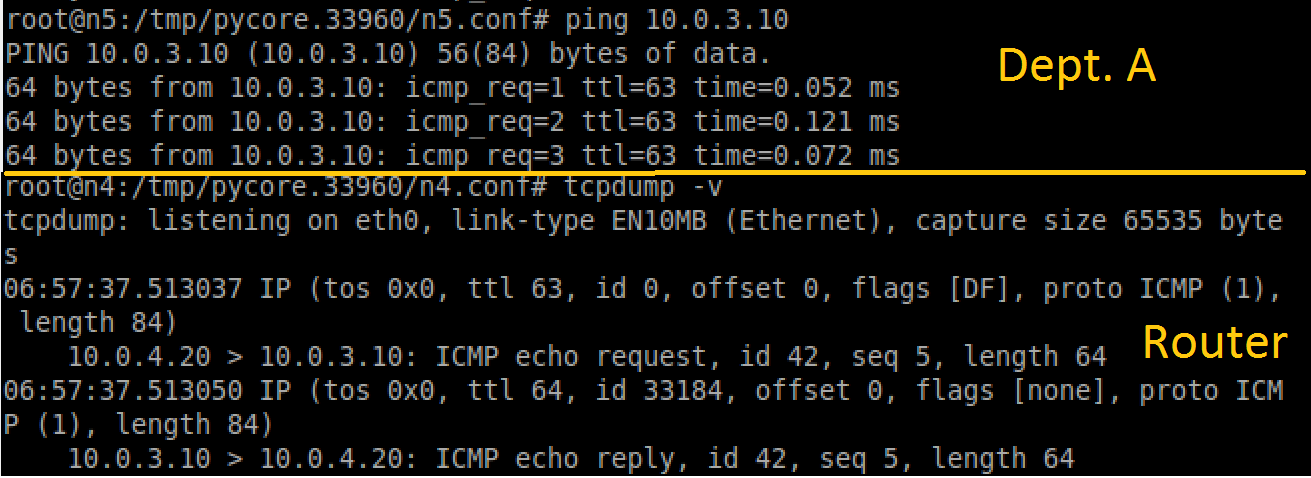 root@n5:/tmp/pycore.33960/n5.conf# ping 10.0.3.10
PING 10.0.3.10 (10.0.3.10) 56(84) bytes of data.
Dept. A
64 bytes from 10.0.3.10: icmp_req=1 ttl=63 time=0.052 ms
64 bytes from 10.0.3.10: icmp_req=2 ttl=63 time=0.121 ms
64 bytes from 10.0.3.10: icmp_req=3 ttl=63 time=0.072 ms
root@n4:/tmp/pycore.33960/n4.conf# tcpdump -v
tcpdump: listening on eth0, link-type EN10MB (Ethernet), capture size 65535 byte
s
06:57:37.513037 IP (tos 0x0, ttl 63, id 0, offset 0, flags [DF], proto ICMP (1),
 length 84)
    10.0.4.20 > 10.0.3.10: ICMP echo request, id 42, seq 5, length 64
Router
06:57:37.513050 IP (tos 0x0, ttl 64, id 33184, offset 0, flags [none], proto ICM
P (1), length 84)
    10.0.3.10 > 10.0.4.20: ICMP echo reply, id 42, seq 5, length 64